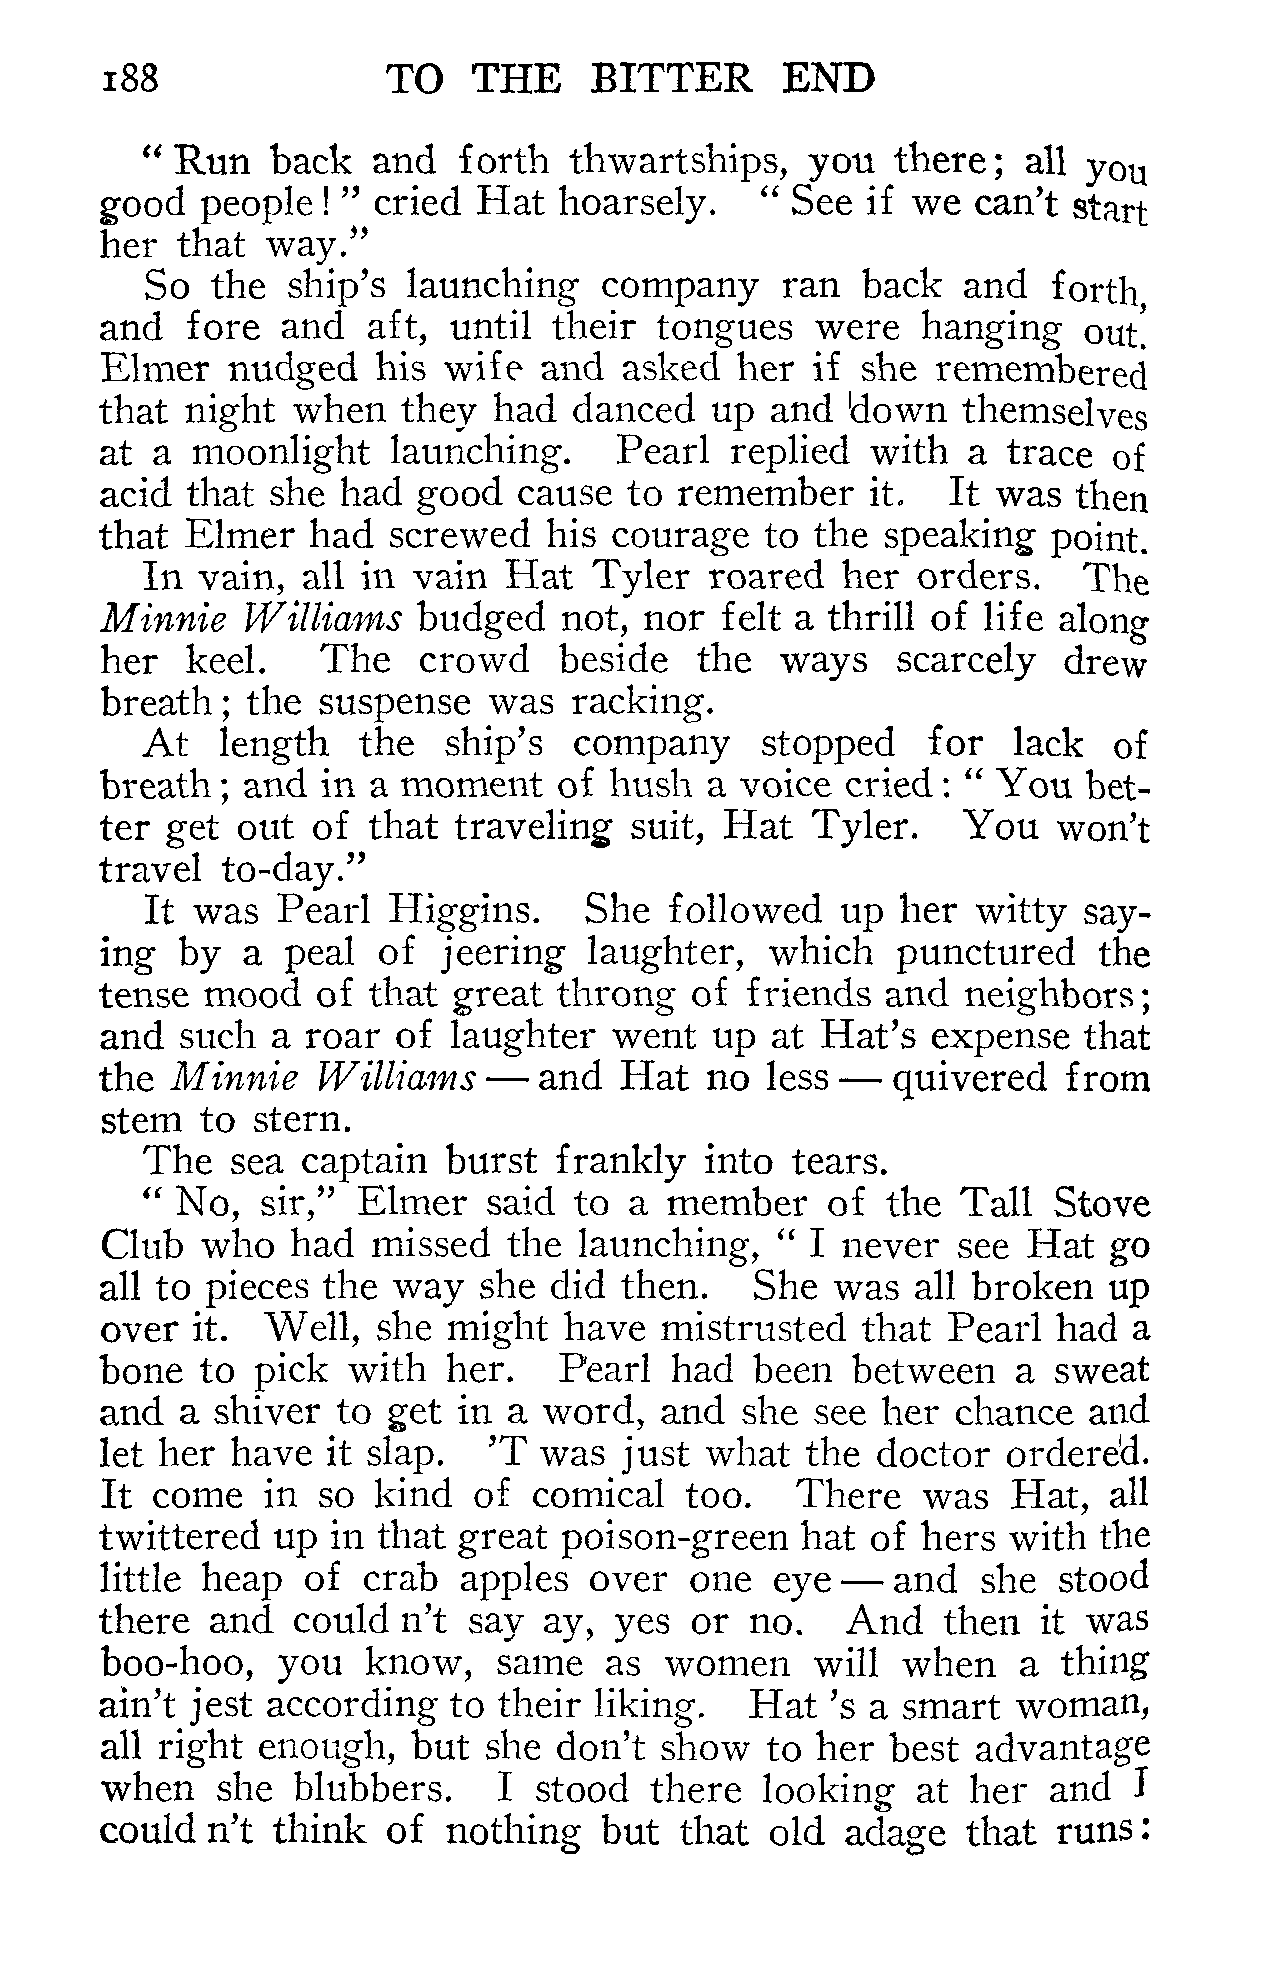 188 TO THE BITTER END
“ Run back and forth thwartships, you there; all you
good people! ” cried Hat hoarsely. “ See if we can't start
her that way.”
So the ship's launching company ran back and forth,
and fore and aft, until their tongues were hanging out.
Elmer nudged his wife and asked her if she remembered
that night when they had danced up and down themselves
at a moonlight launching. Pearl replied with a trace of
acid that she had good cause to remember it. It was then
that Elmer had screwed his courage to the speaking point.
In vain, all in vain Hat Tyler roared her orders. The
Minnie Williams budged not, nor felt a thrill of life along
her keel. The crowd beside the ways scarcely drew
breath; the suspense was racking.
At length the ship's company stopped for lack of
breath; and in a moment of hush a voice cried: “ You bet-
ter get out of that traveling suit, Hat Tyler. You won't
travel to-day.”
It was Pearl Higgins. She followed up her witty say-
ing by a peal of jeering laughter, which punctured the
tense mood of that great throng of friends and neighbors;
and such a roar of laughter went up at Hat's expense that
the Minnie Williams — and Hat no less — quivered from
stem to stern.
The sea captain burst frankly into tears.
“ No, sir,” Elmer said to a member of the Tall Stove
Club who had missed the launching, “ I never see Hat go
all to pieces the way she did then. She was all broken up
over it. Well, she might have mistrusted that Pearl had a
bone to pick with her. Pearl had been between a sweat
and a shiver to get in a word, and she see her chance and
let her have it slap. 'T was just what the doctor ordered.
It come in so kind of comical too. There was Hat, all
twittered up in that great poison-green hat of hers with the
little heap of crab apples over one eye — and she stood
there and could n't say ay, yes or no. And then it was
boo-hoo, you know, same as women will when a thing
ain't jest according to their liking. Hat 's a smart woman,
all right enough, but she don't show to her best advantage
when she blubbers. I stood there looking at her and I
could n't think of nothing but that old adage that runs: